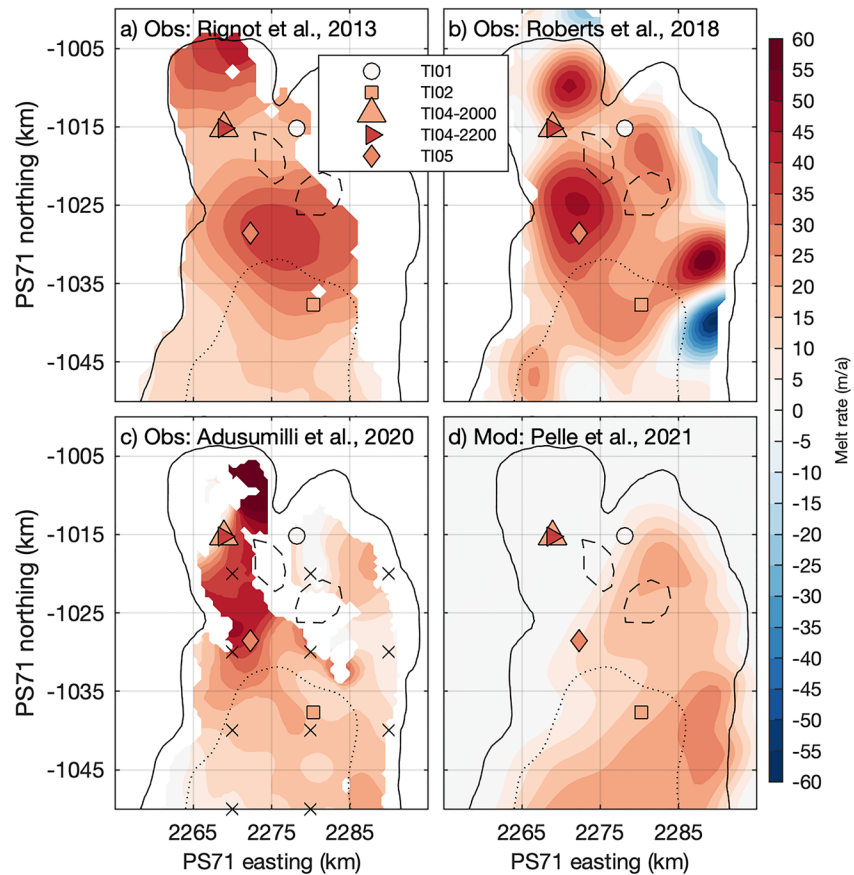 a) Obs: Rignot et al., 2013
b) Obs: Roberts et al., 2018
TI01
TI02
TI04-2000
TI04-2200
TI05
-1005
-1015
-1025
-1035
-1045
PS71 northing (km)
60
55
50
45
40
35
30
25
20
15
10
5
0
-5
-10
-15
-20
-25
-30
-35
-40
-45
-50
-55
-60
Melt rate (m/a)
c) Obs: Adusumilli et al., 2020
d) Mod: Pelle et al., 2021
-1005
-1015
-1025
-1035
-1045
PS71 northing (km)
2265 2275 2285
PS71 easting (km)
2265 2275 2285
PS71 easting (km)